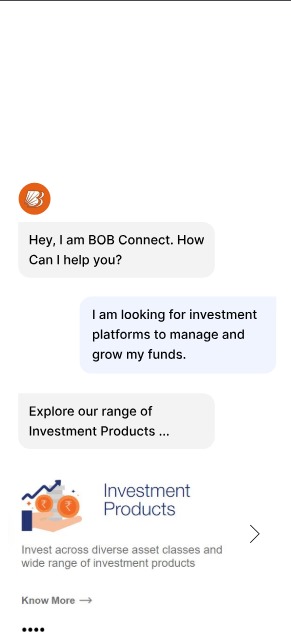 Hey, I am BOB Connect. How
Can I help you?
I am looking for investment
platforms to manage and
grow my funds.
Explore our range of
Investment Products ...
Investment
Products
Invest across diverse asset classes and
wide range of investment products
Know More →